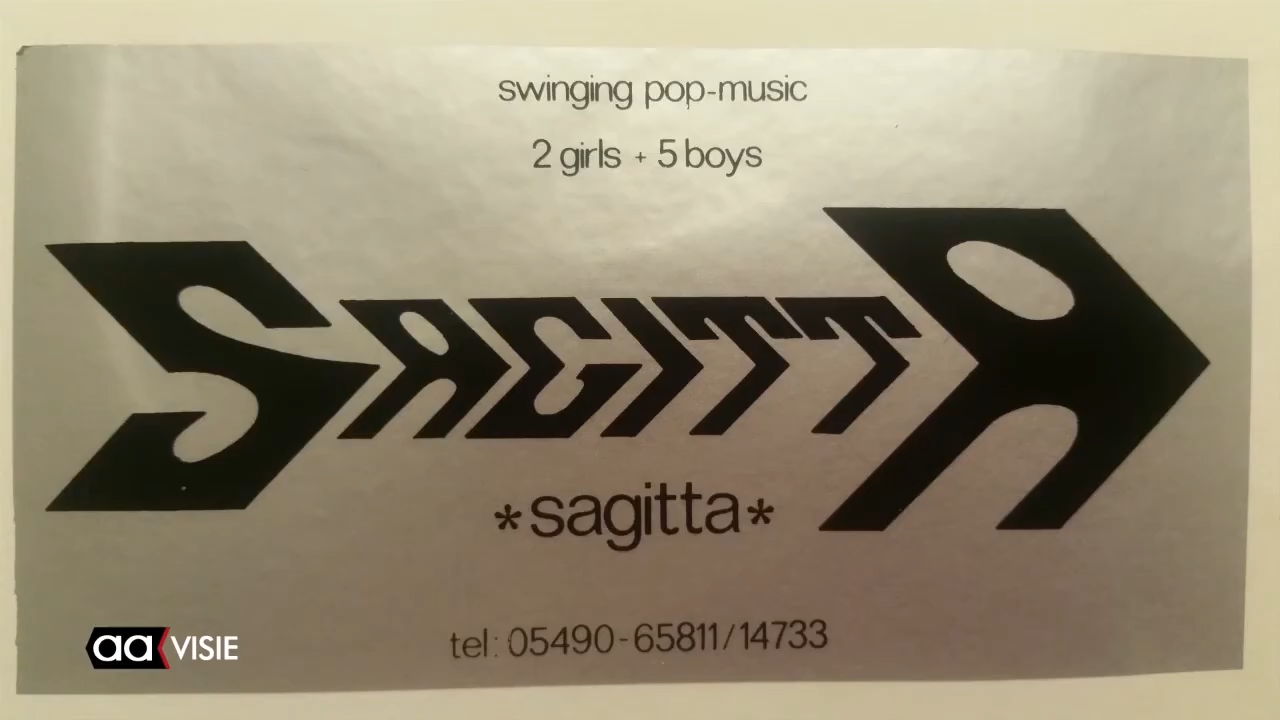 swinging pop-music
2 girls + 5 boys
SAGITTA
*sagitta*
tel: 05490-65811/14733
aa VISIE